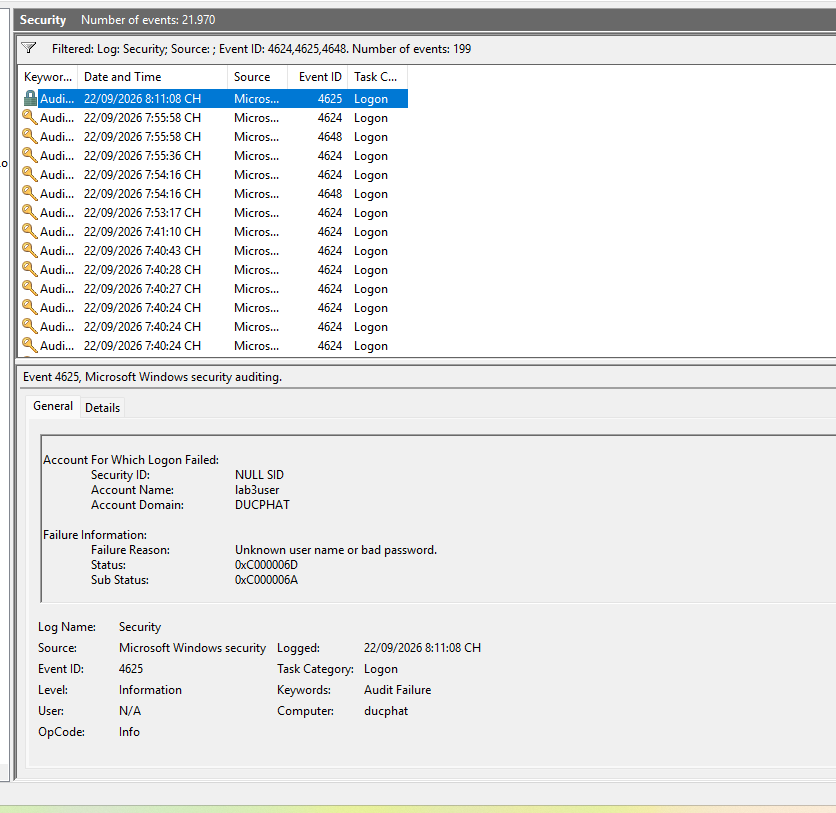 Security Number of events: 21.970
Filtered: Log: Security; Source: ; Event ID: 4624,4625,4648. Number of events: 199
Keywor... Date and Time Source Event ID Task C...
Audi... 22/09/2026 8:11:08 CH Micros... 4625 Logon
Audi... 22/09/2026 7:55:58 CH Micros... 4624 Logon
Audi... 22/09/2026 7:55:58 CH Micros... 4648 Logon
Audi... 22/09/2026 7:55:36 CH Micros... 4624 Logon
Audi... 22/09/2026 7:54:16 CH Micros... 4624 Logon
Audi... 22/09/2026 7:54:16 CH Micros... 4648 Logon
Audi... 22/09/2026 7:53:17 CH Micros... 4624 Logon
Audi... 22/09/2026 7:41:10 CH Micros... 4624 Logon
Audi... 22/09/2026 7:40:43 CH Micros... 4624 Logon
Audi... 22/09/2026 7:40:28 CH Micros... 4624 Logon
Audi... 22/09/2026 7:40:27 CH Micros... 4624 Logon
Audi... 22/09/2026 7:40:24 CH Micros... 4624 Logon
Audi... 22/09/2026 7:40:24 CH Micros... 4624 Logon
Audi... 22/09/2026 7:40:24 CH Micros... 4624 Logon
Event 4625, Microsoft Windows security auditing.
General Details
Account For Which Logon Failed:
Security ID: NULL SID
Account Name: lab3user
Account Domain: DUCPHAT
Failure Information:
Failure Reason: Unknown user name or bad password.
Status: 0xC000006D
Sub Status: 0xC000006A
Log Name: Security
Source: Microsoft Windows security Logged: 22/09/2026 8:11:08 CH
Event ID: 4625 Task Category: Logon
Level: Information Keywords: Audit Failure
User: N/A Computer: ducphat
OpCode: Info